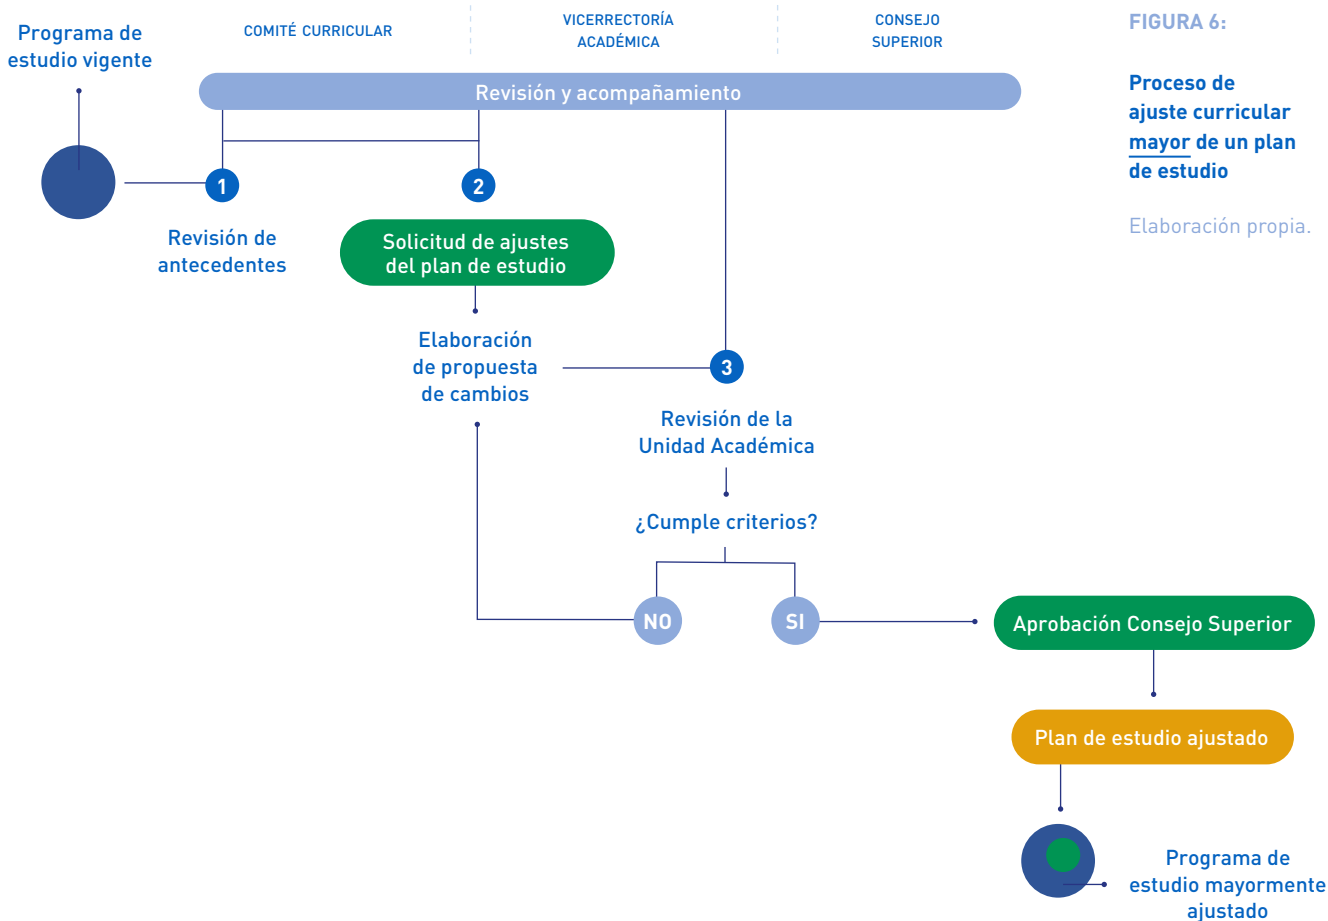 Programa de
estudio vigente
COMITÉ CURRICULAR
VICERRECTORÍA
ACADÉMICA
CONSEJO
SUPERIOR
FIGURA 6:
Proceso de
ajuste curricular
mayor de un plan
de estudio
Elaboración propia.
Revisión y acompañamiento
1
Revisión de
antecedentes
2
Solicitud de ajustes
del plan de estudio
Elaboración
de propuesta
de cambios
3
Revisión de la
Unidad Académica
¿Cumple criterios?
NO
SI
Aprobación Consejo Superior
Plan de estudio ajustado
Programa de
estudio mayormente
ajustado